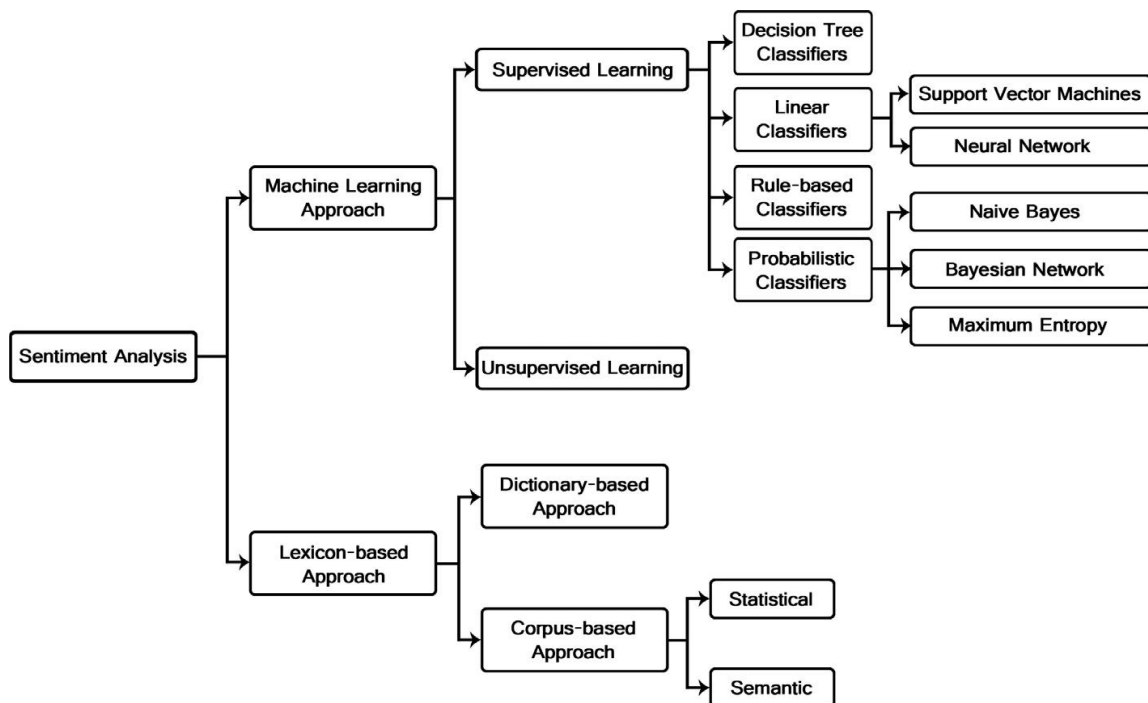 Sentiment Analysis
Machine Learning
Approach
Supervised Learning
Decision Tree
Classifiers
Linear
Classifiers
Support Vector Machines
Neural Network
Rule-based
Classifiers
Probabilistic
Classifiers
Naive Bayes
Bayesian Network
Maximum Entropy
Unsupervised Learning
Lexicon-based
Approach
Dictionary-based
Approach
Corpus-based
Approach
Statistical
Semantic